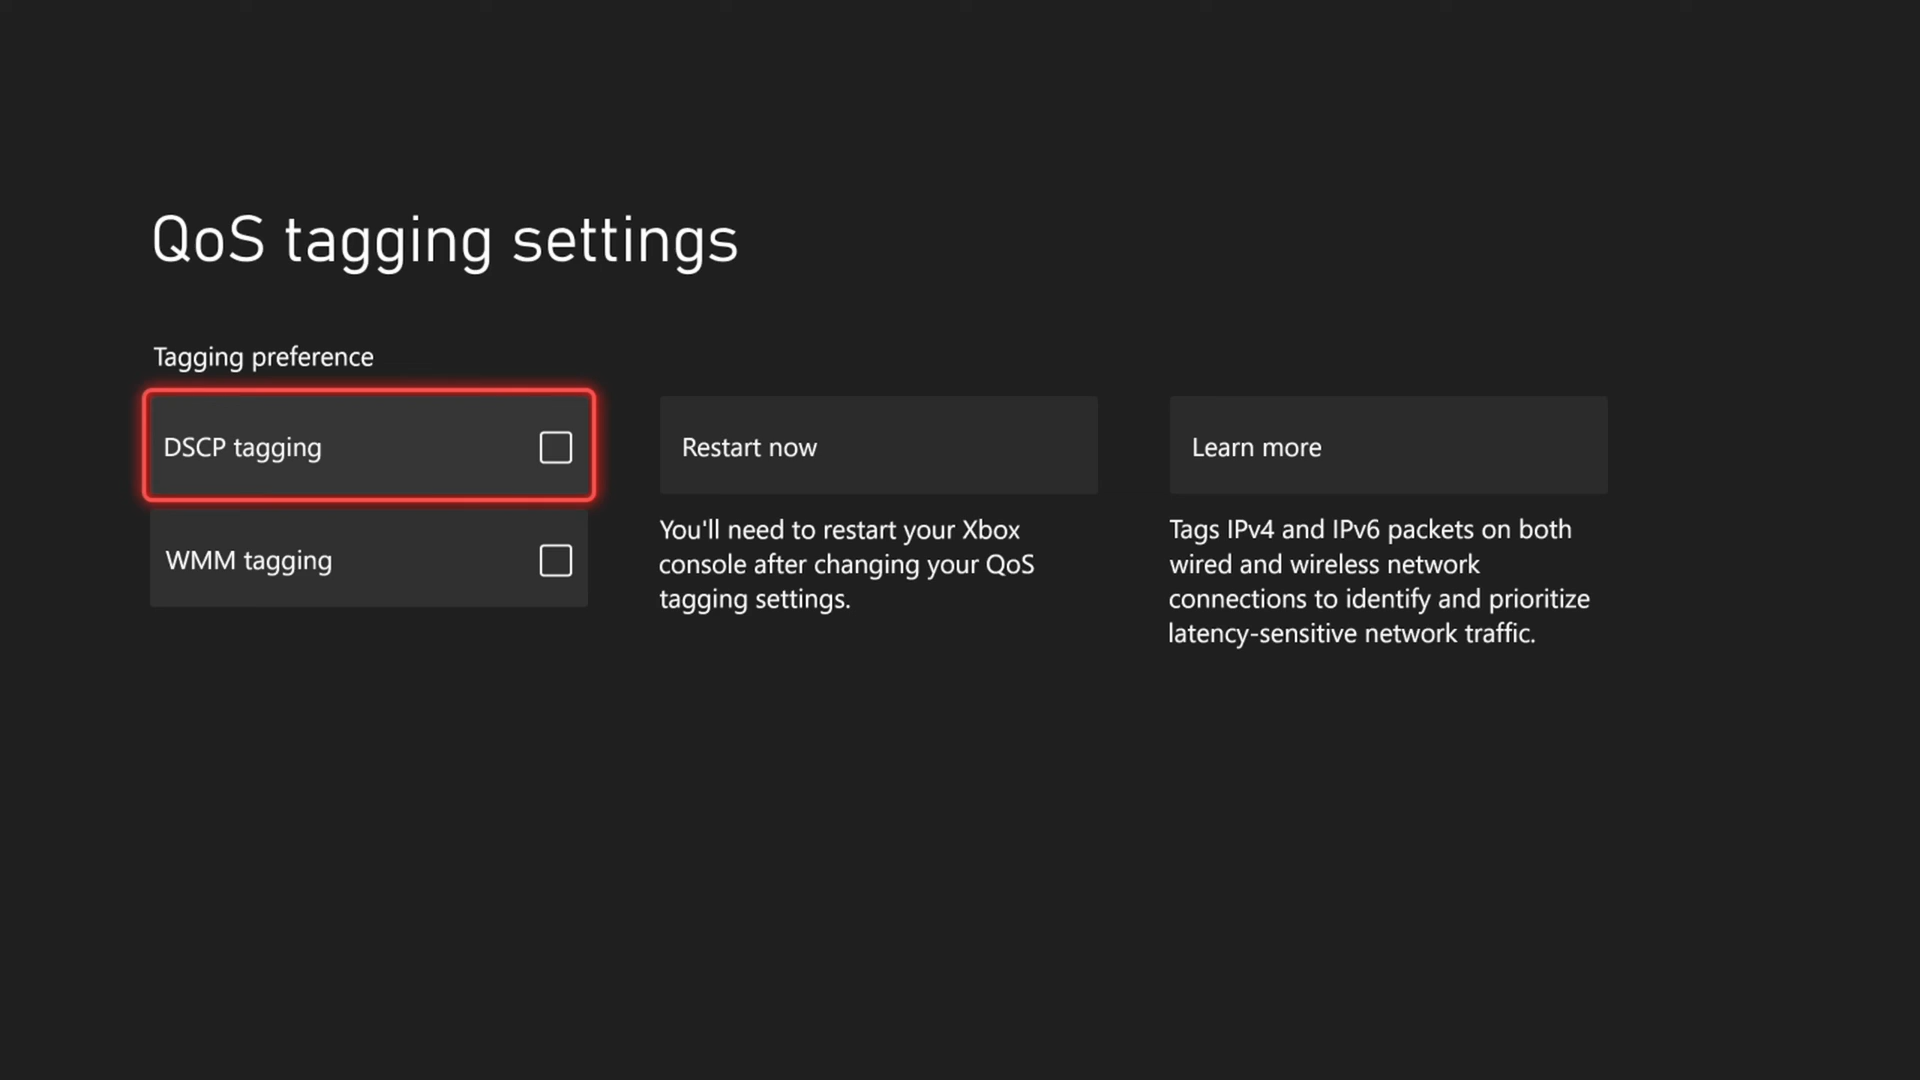 QoS tagging settings
Tagging preference
DSCP tagging
WMM tagging
Restart now
You'll need to restart your Xbox
console after changing your QoS
tagging settings.
Learn more
Tags IPv4 and IPv6 packets on both
wired and wireless network
connections to identify and prioritize
latency-sensitive network traffic.